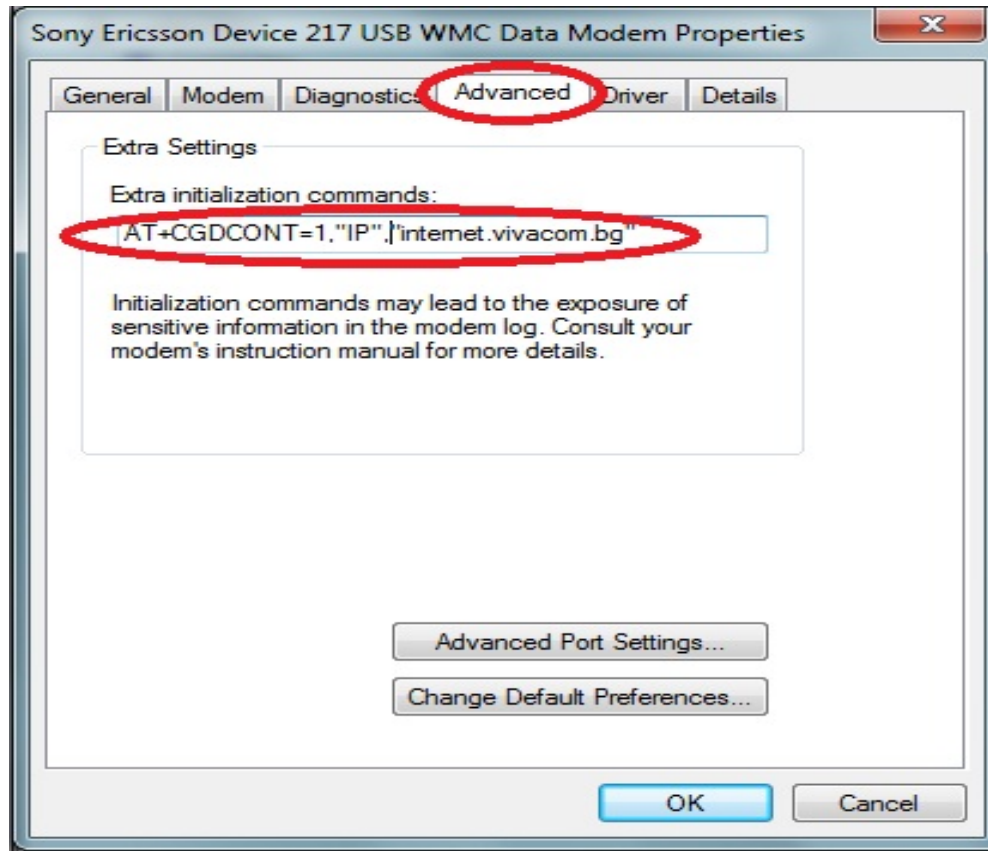 Sony Ericsson Device 217 USB WMC Data Modem Properties
General Modem Diagnostics Advanced Driver Details
Extra Settings
Extra initialization commands:
AT+CGDCONT=1,"IP","internet.vivacom.bg"
Initialization commands may lead to the exposure of
sensitive information in the modem log. Consult your
modem's instruction manual for more details.
Advanced Port Settings...
Change Default Preferences...
OK Cancel